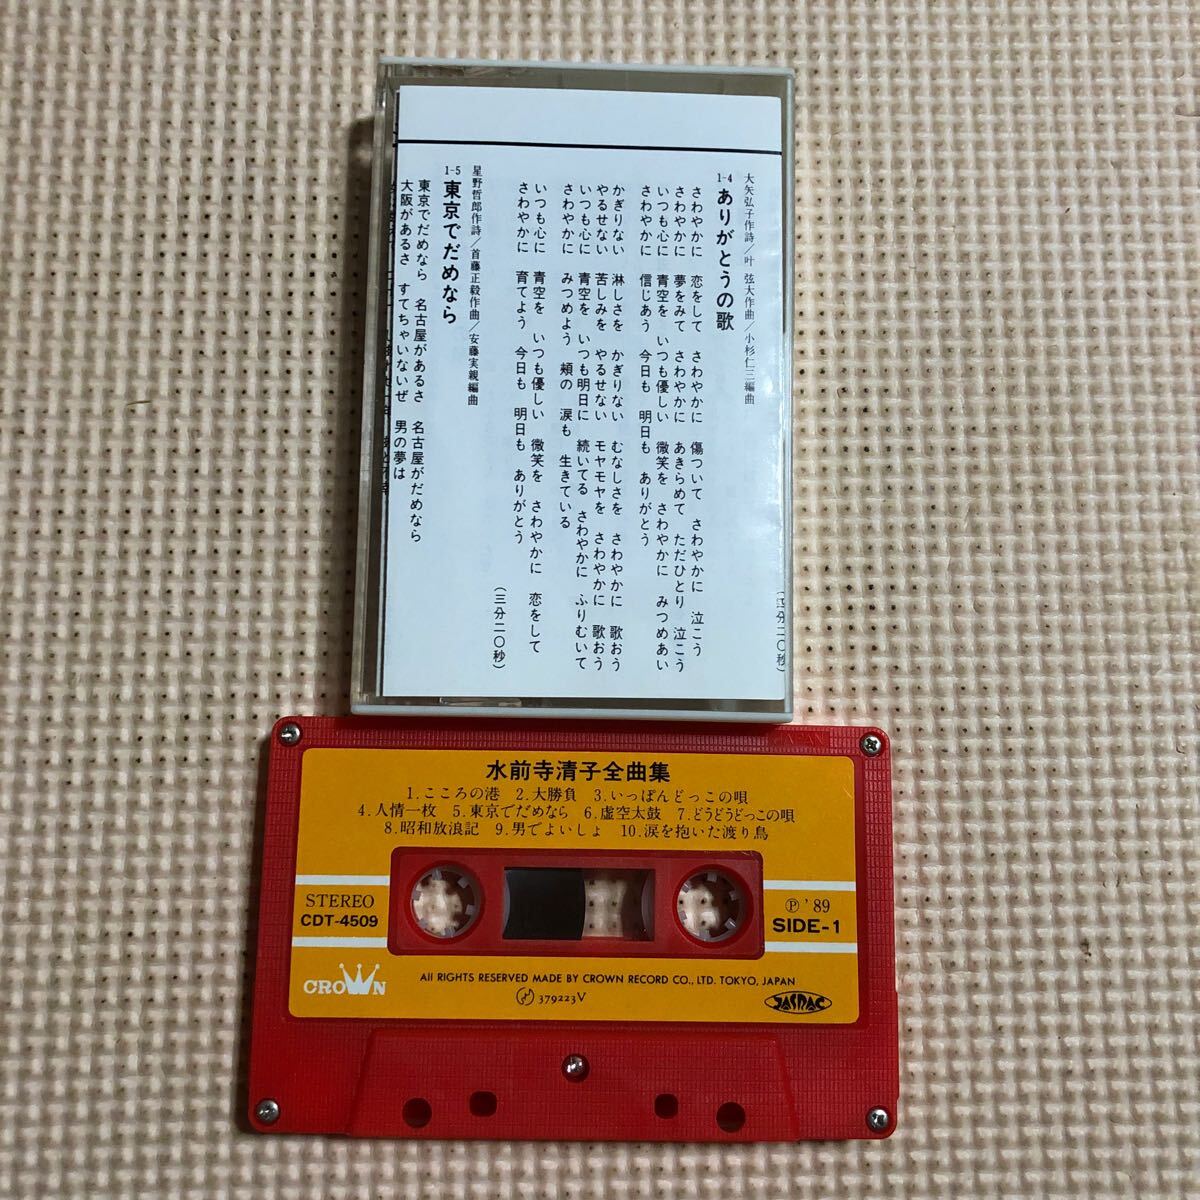 (三分二〇秒)
大矢弘子作詩/叶 弦大作曲/小杉仁三編曲
1-4 ありがとうの歌
さわやかに 恋をして さわやかに 傷ついて さわやかに 泣こう
さわやかに 夢をみて さわやかに あきらめて ただひとり 泣こう
いつも心に 青空を いつも優しい 微笑を さわやかに みつめあい
さわやかに 信じあう 今日も 明日も ありがとう
かぎりない 淋しさを かぎりない むなしさを さわやかに 歌おう
やるせない 苦しみを やるせない モヤモヤを さわやかに 歌おう
いつも心に 青空を いつも明日に 続いてる さわやかに ふりむいて
さわやかに みつめよう 頰の 涙も 生きている
いつも心に 青空を いつも優しい 微笑を さわやかに 恋をして
さわやかに 育てよう 今日も 明日も ありがとう
(三分二〇秒)
星野哲郎作詩/首藤正毅作曲/安藤実親編曲
1-5 東京でだめなら
東京でだめなら 名古屋があるさ 名古屋がだめなら
大阪があるさ すてちゃいないぜ 男の夢は
水前寺清子全曲集
1.こころの港 2.大勝負 3.いっぽんどっこの唄
4.人情一枚 5.東京でだめなら 6.虚空太鼓 7.どうどうどっこの唄
8.昭和放浪記 9.男でよいしょ 10.涙を抱いた渡り鳥
STEREO
CDT-4509
Ⓟ'89
SIDE-1
CROWN
All RIGHTS RESERVED MADE BY CROWN RECORD CO., LTD. TOKYO, JAPAN
379223V
JASRAC